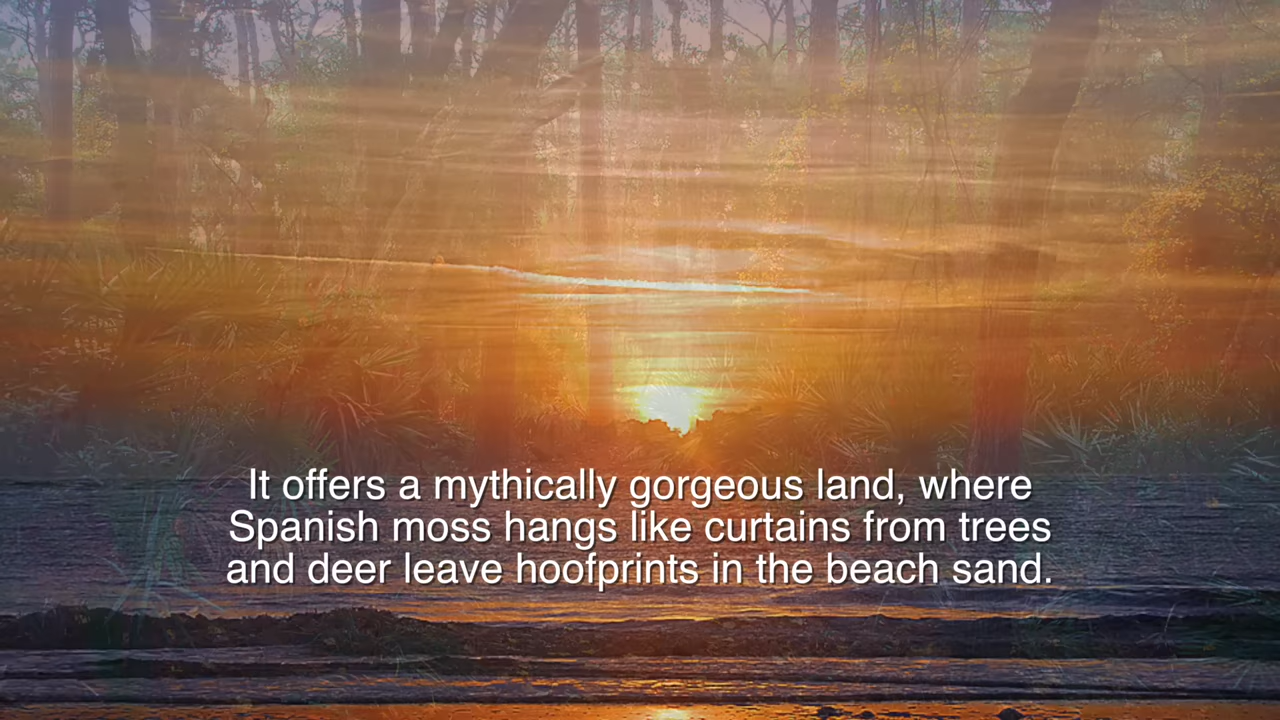 It offers a mythically gorgeous land, where
Spanish moss hangs like curtains from trees
and deer leave hoofprints in the beach sand.